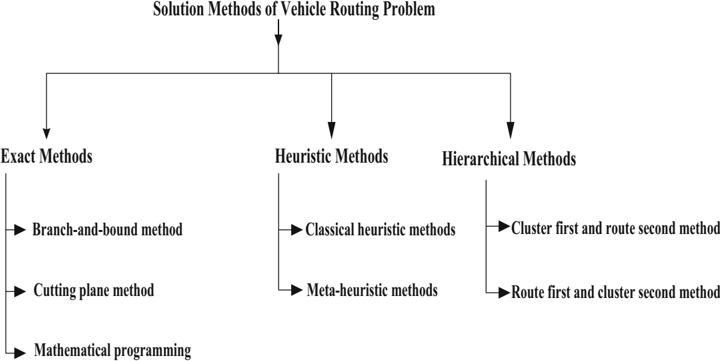 Solution Methods of Vehicle Routing Problem
Exact Methods
Branch-and-bound method
Cutting plane method
Mathematical programming
Heuristic Methods
Classical heuristic methods
Meta-heuristic methods
Hierarchical Methods
Cluster first and route second method
Route first and cluster second method